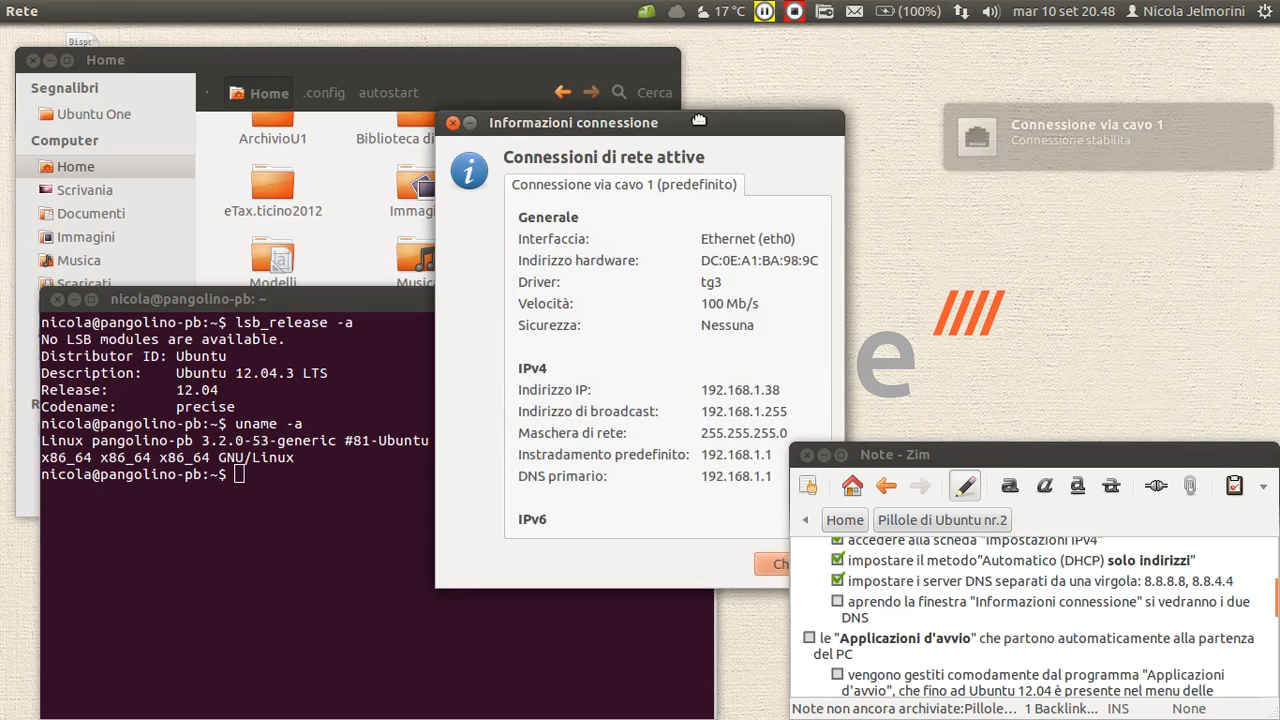 Rete
17 °C
(100%)
mar 10 set 20.48
Nicola Jelmorini
Home
Segnalibri
Ubuntu One
Computer
Home
Scrivania
Documenti
Immagini
Musica
Scaricati
Home
.config
autostart
Cerca
ArchivioU1
Biblioteca di
eTax.ticino2012
Immagi
Modelli
Music
Informazioni connessione
Connessioni di rete attive
Connessione via cavo 1 (predefinito)
Generale
Interfaccia: Ethernet (eth0)
Indirizzo hardware: DC:0E:A1:BA:98:9C
Driver: tg3
Velocità: 100 Mb/s
Sicurezza: Nessuna
IPv4
Indirizzo IP: 192.168.1.38
Indirizzo di broadcast: 192.168.1.255
Maschera di rete: 255.255.255.0
Instradamento predefinito: 192.168.1.1
DNS primario: 192.168.1.1
IPv6
Ch
Connessione via cavo 1
Connessione stabilita
e
nicola@pangolino-pb: ~
nicola@pangolino-pb:~$ lsb_release -a
No LSB modules are available.
Distributor ID: Ubuntu
Description: Ubuntu 12.04.3 LTS
Release: 12.04
Codename: precise
nicola@pangolino-pb:~$ uname -a
Linux pangolino-pb 3.2.0-53-generic #81-Ubuntu
x86_64 x86_64 x86_64 GNU/Linux
nicola@pangolino-pb:~$
Note - Zim
Home
Pillole di Ubuntu nr.2
accedere alla scheda "Impostazioni IPv4"
impostare il metodo"Automatico (DHCP) solo indirizzi"
impostare i server DNS separati da una virgola: 8.8.8.8, 8.8.4.4
aprendo la finestra "Informazioni connessione" si vedranno i due
DNS
le "Applicazioni d'avvio" che partono automaticamente alla partenza
del PC
vengono gestiti comodamente dal programma "Applicazioni
d'avvio", che fino ad Ubuntu 12.04 è presente nel menu delle
Note non ancora archiviate:Pillole...
1 Backlink...
INS
None